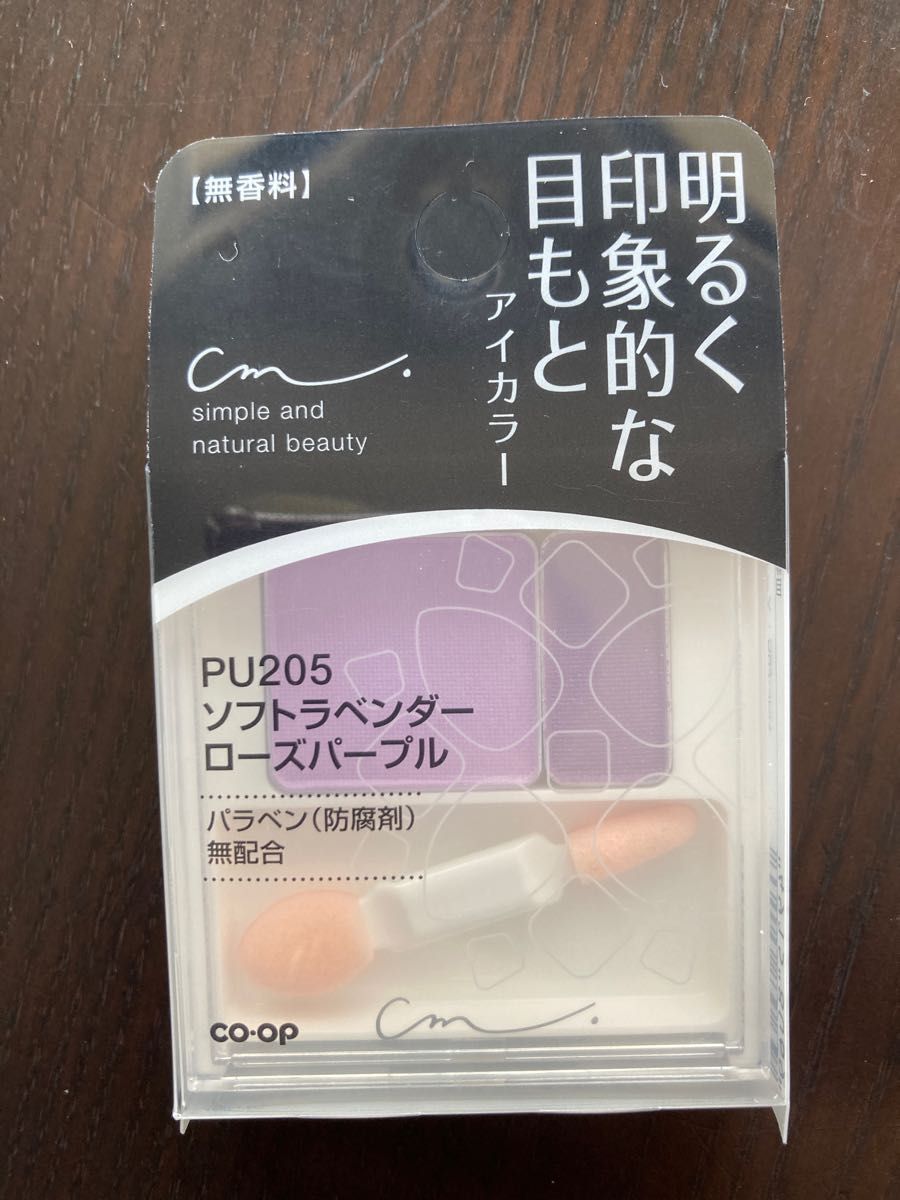 【無香料】
明るく
印象的な
目もと
アイカラー
cm.
simple and
natural beauty
PU205
ソフトラベンダー
ローズパープル
パラベン（防腐剤）
無配合
co・op
cm.